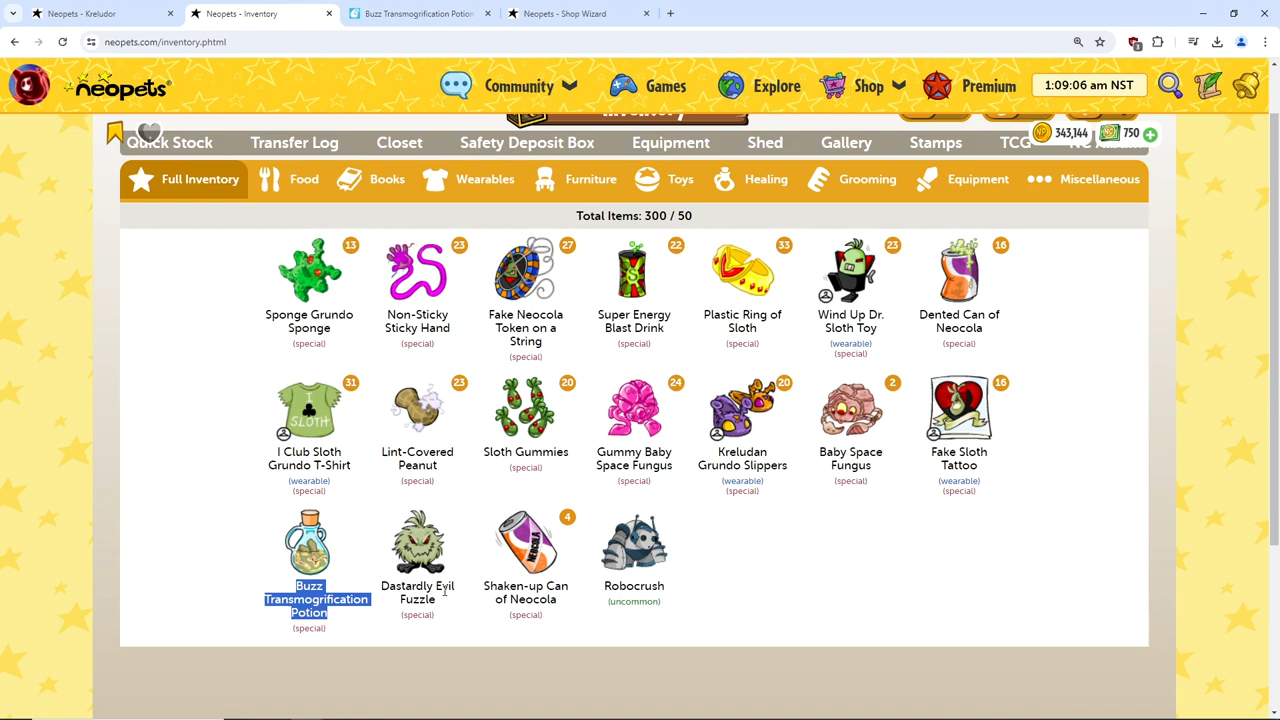 Neopets - Kreludor
Neopets - Inventory
Buzz Transmogrification Potion
Neopets - Shop Wizard
neopets.com/inventory.phtml
3
neopets
Community
Games
Explore
Shop
Premium
1:09:06 am NST
NP 343,144
750
Quick Stock
Transfer Log
Closet
Safety Deposit Box
Equipment
Shed
Gallery
Stamps
TCG
Full Inventory
Food
Books
Wearables
Furniture
Toys
Healing
Grooming
Equipment
Miscellaneous
Total Items: 300 / 50
13
23
27
22
33
23
16
Sponge Grundo
Sponge
(special)
Non-Sticky
Sticky Hand
(special)
Fake Neocola
Token on a
String
(special)
Super Energy
Blast Drink
(special)
Plastic Ring of
Sloth
(special)
Wind Up Dr.
Sloth Toy
(wearable)
(special)
Dented Can of
Neocola
(special)
31
23
20
24
20
2
16
I
SLOTH
I Club Sloth
Grundo T-Shirt
(wearable)
(special)
Lint-Covered
Peanut
(special)
Sloth Gummies
(special)
Gummy Baby
Space Fungus
(special)
Kreludan
Grundo Slippers
(wearable)
(special)
Baby Space
Fungus
(special)
Fake Sloth
Tattoo
(wearable)
(special)
4
NEOCOLA
Buzz
Transmogrification
Potion
(special)
Dastardly Evil
Fuzzle
(special)
Shaken-up Can
of Neocola
(special)
Robocrush
(uncommon)